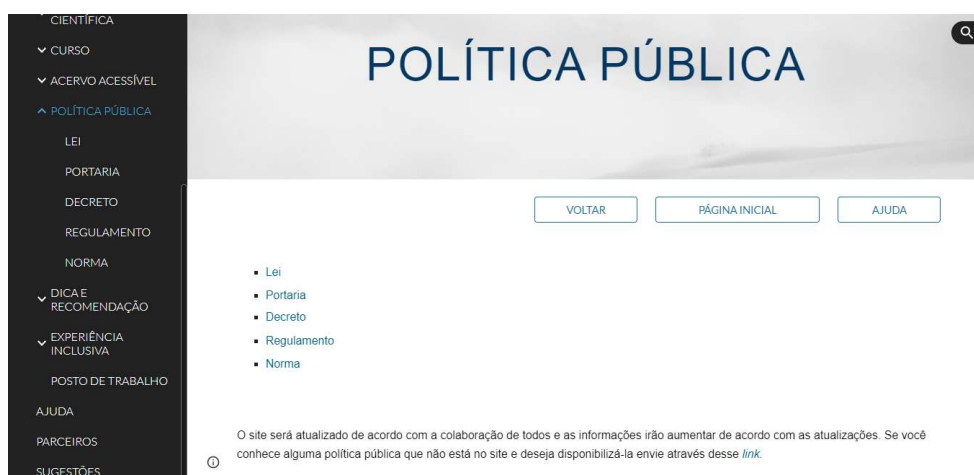 CIENTÍFICA
CURSO
ACERVO ACESSÍVEL
POLÍTICA PÚBLICA
LEI
PORTARIA
DECRETO
REGULAMENTO
NORMA
DICA E
RECOMENDAÇÃO
EXPERIÊNCIA
INCLUSIVA
POSTO DE TRABALHO
AJUDA
PARCEIROS
SUGESTÕES
POLÍTICA PÚBLICA
VOLTAR
PÁGINA INICIAL
AJUDA
Lei
Portaria
Decreto
Regulamento
Norma
O site será atualizado de acordo com a colaboração de todos e as informações irão aumentar de acordo com as atualizações. Se você
conhece alguma política pública que não está no site e deseja disponibilizá-la envie através desse link.